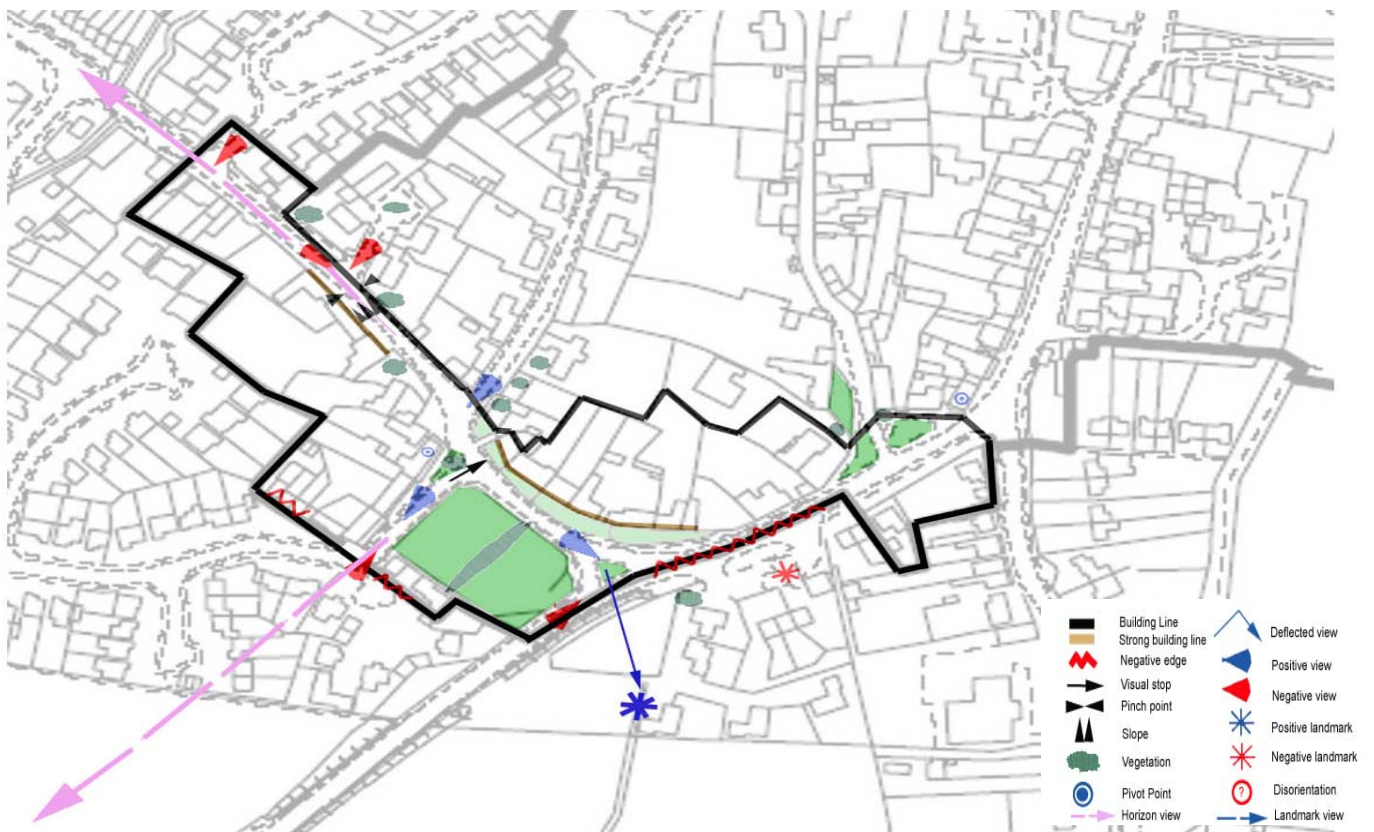 Building Line
Strong building line
Negative edge
Visual stop
Pinch point
Slope
Vegetation
Pivot Point
Horizon view
Deflected view
Positive view
Negative view
Positive landmark
Negative landmark
?
Disorientation
Landmark view